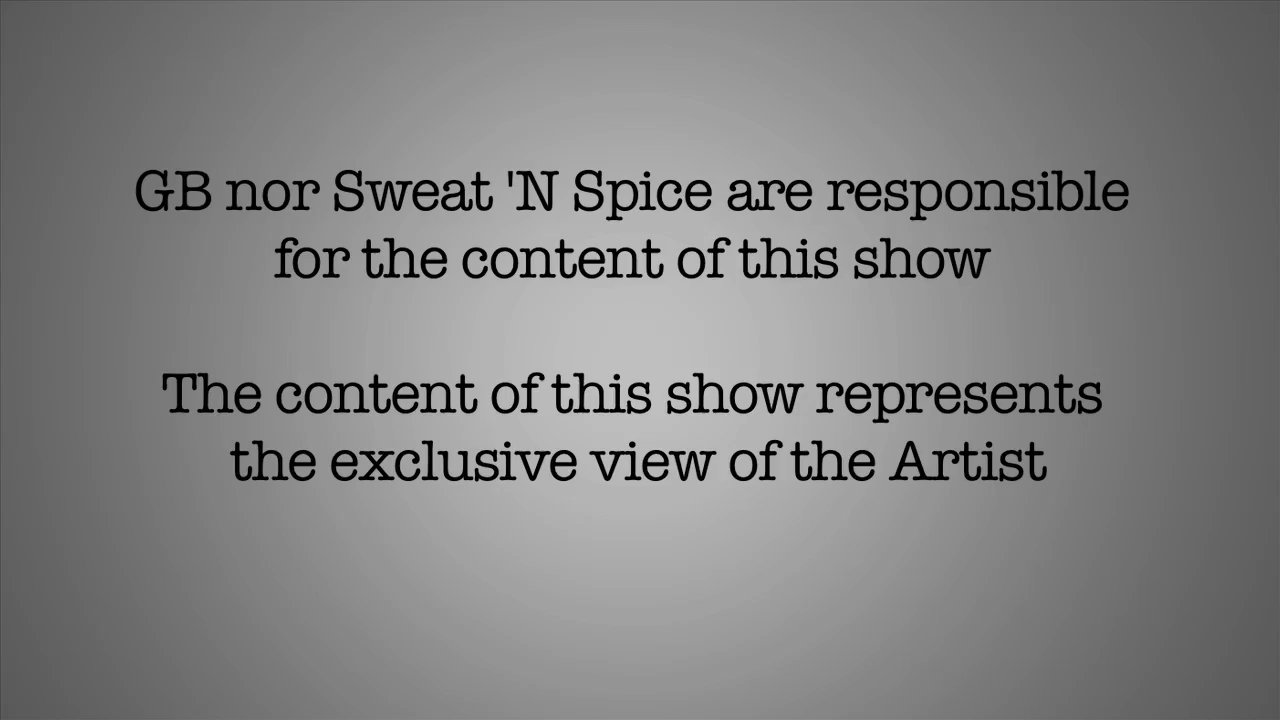 GB nor Sweat 'N Spice are responsible
for the content of this show
The content of this show represents
the exclusive view of the Artist